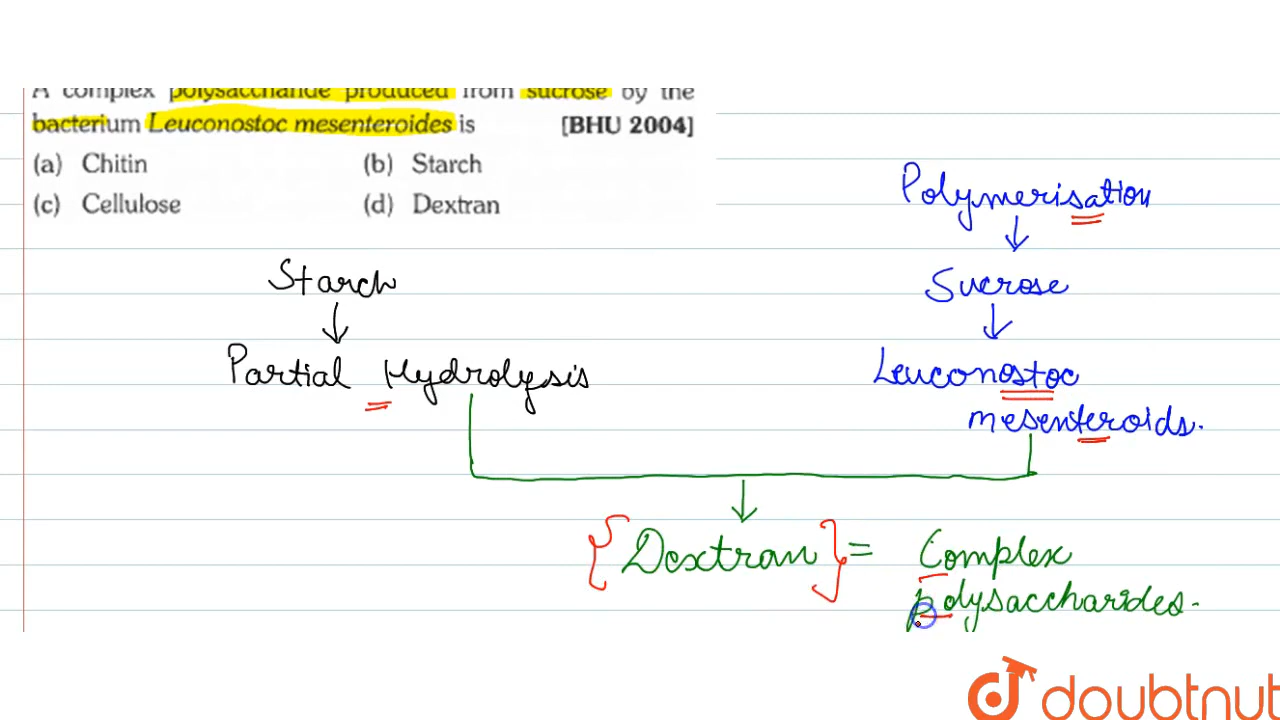 A complex polysaccharide produced from sucrose by the
bacterium Leuconostoc mesenteroides is [BHU 2004]
(a) Chitin (b) Starch
(c) Cellulose (d) Dextran
Polymerisation
Starch
Sucrose
Partial Hydrolysis
Leuconostoc
mesenteroids.
{Dextran} = Complex
polysaccharides.
doubtnut